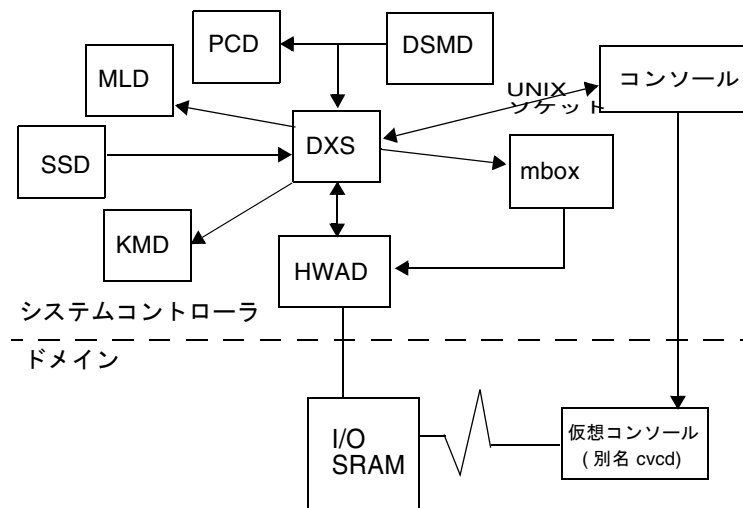 PCD
DSMD
コンソール
MLD
UNIX
ソケット
DXS
SSD
mbox
KMD
HWAD
システムコントローラ
ドメイン
I/O
SRAM
仮想コンソール
( 別名 cvcd)